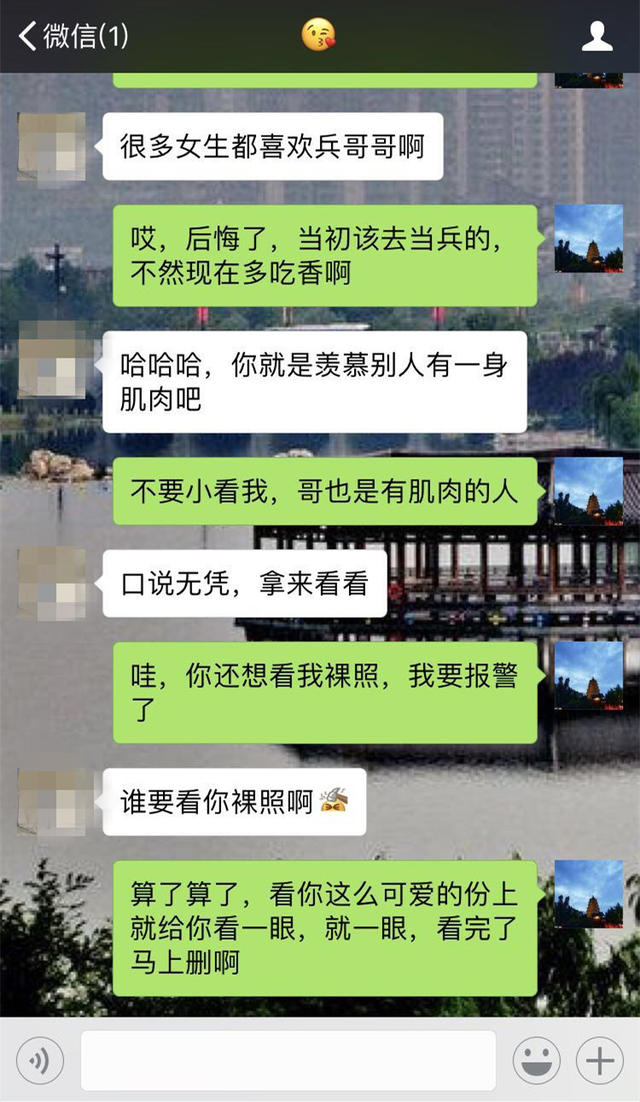 微信(1)
很多女生都喜欢兵哥哥啊
哎，后悔了，当初该去当兵的，
不然现在多吃香啊
哈哈哈，你就是羡慕别人有一身
肌肉吧
不要小看我，哥也是有肌肉的人
口说无凭，拿来看看
哇，你还想看我裸照，我要报警
了
谁要看你裸照啊
算了算了，看你这么可爱的份上
就给你看一眼，就一眼，看完了
马上删啊